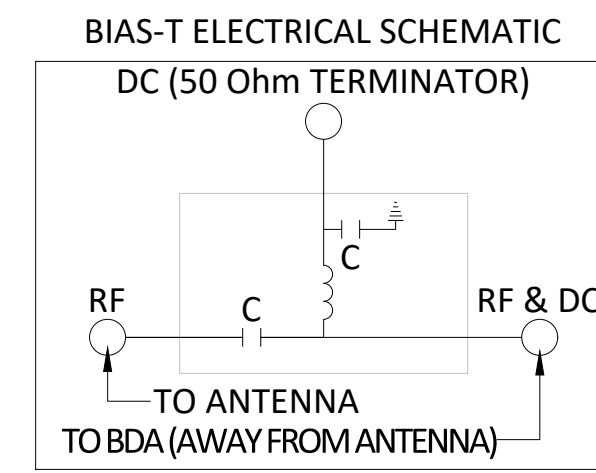 BIAS-T ELECTRICAL SCHEMATIC
DC (50 Ohm TERMINATOR)
C
RF
C
RF & DC
TO ANTENNA
TO BDA (AWAY FROM ANTENNA)